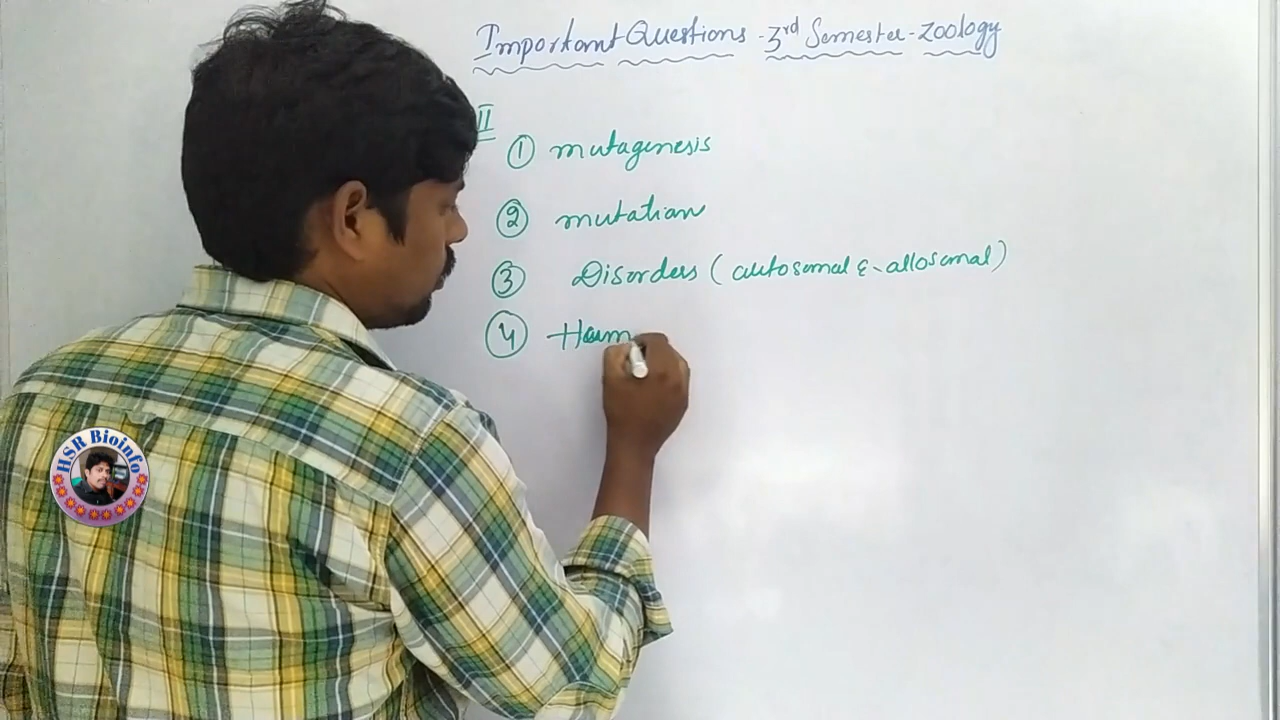 Important Questions - 3rd Semester - Zoology
II
① mutagenesis
② mutation
③ Disorders ( autosomal & allosomal )
④ Haem
HSR Bioinfo